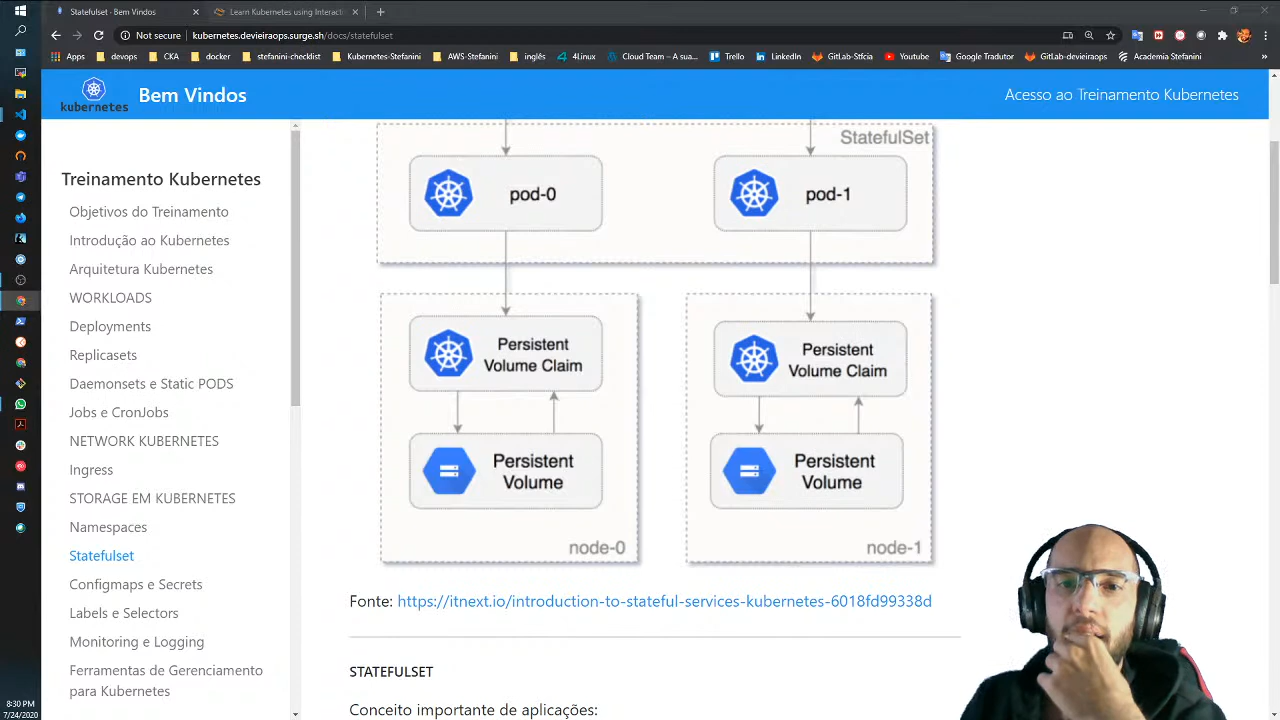 Statefulset · Bem Vindos
Learn Kubernetes using Interacti
Not secure
kubernetes.devieiraops.surge.sh/docs/statefulset
Apps
devops
CKA
docker
stefanini-checklist
Kubernetes-Stefanini
AWS-Stefanini
inglês
4Linux
Cloud Team – A sua...
Trello
LinkedIn
GitLab-Stfcia
Youtube
Google Tradutor
GitLab-devieiraops
Academia Stefanini
kubernetes
Bem Vindos
Acesso ao Treinamento Kubernetes
Treinamento Kubernetes
Objetivos do Treinamento
Introdução ao Kubernetes
Arquitetura Kubernetes
WORKLOADS
Deployments
Replicasets
Daemonsets e Static PODS
Jobs e CronJobs
NETWORK KUBERNETES
Ingress
STORAGE EM KUBERNETES
Namespaces
Statefulset
Configmaps e Secrets
Labels e Selectors
Monitoring e Logging
Ferramentas de Gerenciamento
para Kubernetes
StatefulSet
pod-0
pod-1
Persistent
Volume Claim
Persistent
Volume Claim
Persistent
Volume
Persistent
Volume
node-0
node-1
Fonte: https://itnext.io/introduction-to-stateful-services-kubernetes-6018fd99338d
STATEFULSET
Conceito importante de aplicações:
8:30 PM
7/24/2020